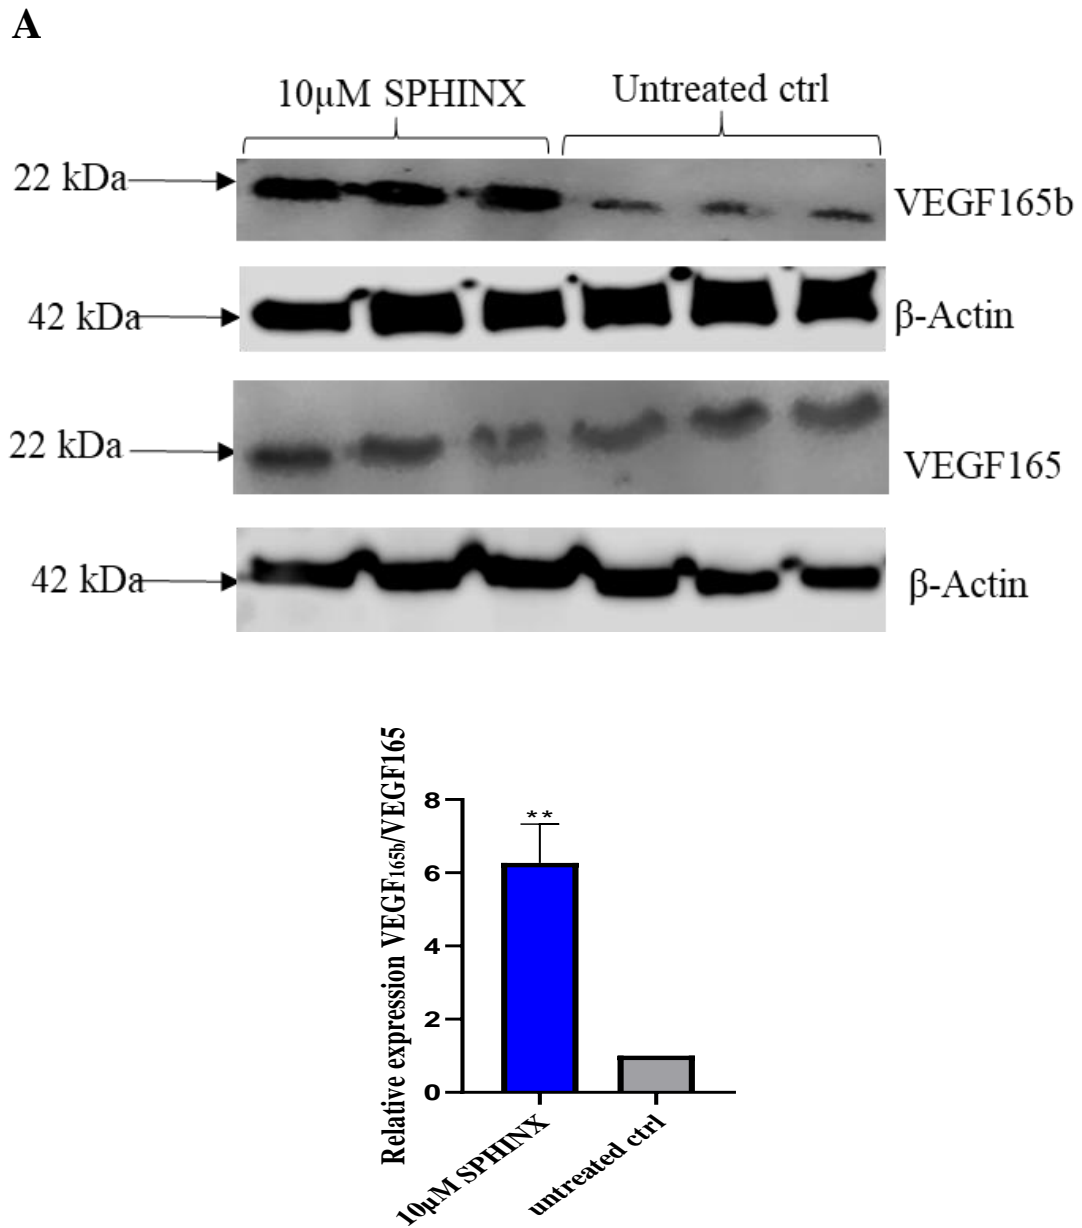 A
10μM SPHINX
Untreated ctrl
22 kDa
VEGF165b
42 kDa
β-Actin
22 kDa
VEGF165
42 kDa
β-Actin
Relative expression VEGF165b/VEGF165
8
**
6
4
2
0
10μM SPHINX
untreated ctrl